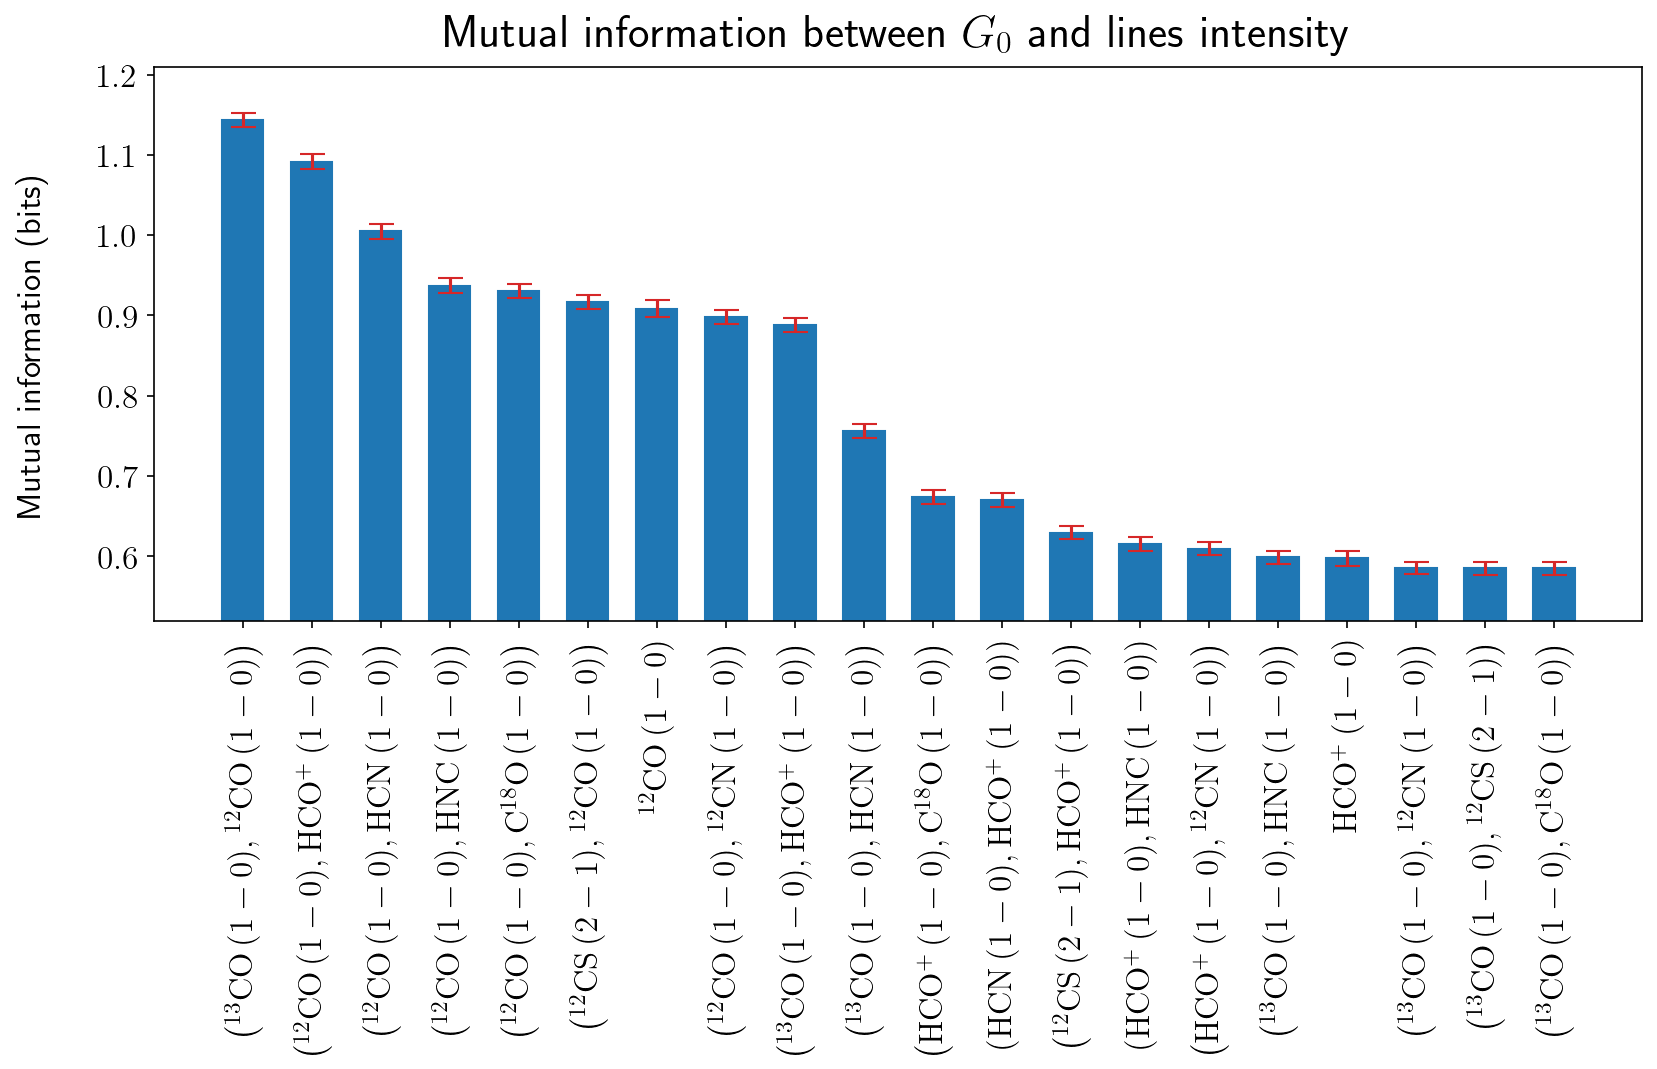 Mutual information between G₀ and lines intensity
Mutual information (bits)
1.2
1.1
1.0
0.9
0.8
0.7
0.6
(¹³CO (1 − 0), ¹²CO (1 − 0))
(¹²CO (1 − 0), HCO⁺ (1 − 0))
(¹²CO (1 − 0), HCN (1 − 0))
(¹²CO (1 − 0), HNC (1 − 0))
(¹²CO (1 − 0), C¹⁸O (1 − 0))
(¹²CS (2 − 1), ¹²CO (1 − 0))
¹²CO (1 − 0)
(¹²CO (1 − 0), ¹²CN (1 − 0))
(¹³CO (1 − 0), HCO⁺ (1 − 0))
(¹³CO (1 − 0), HCN (1 − 0))
(HCO⁺ (1 − 0), C¹⁸O (1 − 0))
(HCN (1 − 0), HCO⁺ (1 − 0))
(¹²CS (2 − 1), HCO⁺ (1 − 0))
(HCO⁺ (1 − 0), HNC (1 − 0))
(HCO⁺ (1 − 0), ¹²CN (1 − 0))
(¹³CO (1 − 0), HNC (1 − 0))
HCO⁺ (1 − 0)
(¹³CO (1 − 0), ¹²CN (1 − 0))
(¹³CO (1 − 0), ¹²CS (2 − 1))
(¹³CO (1 − 0), C¹⁸O (1 − 0))